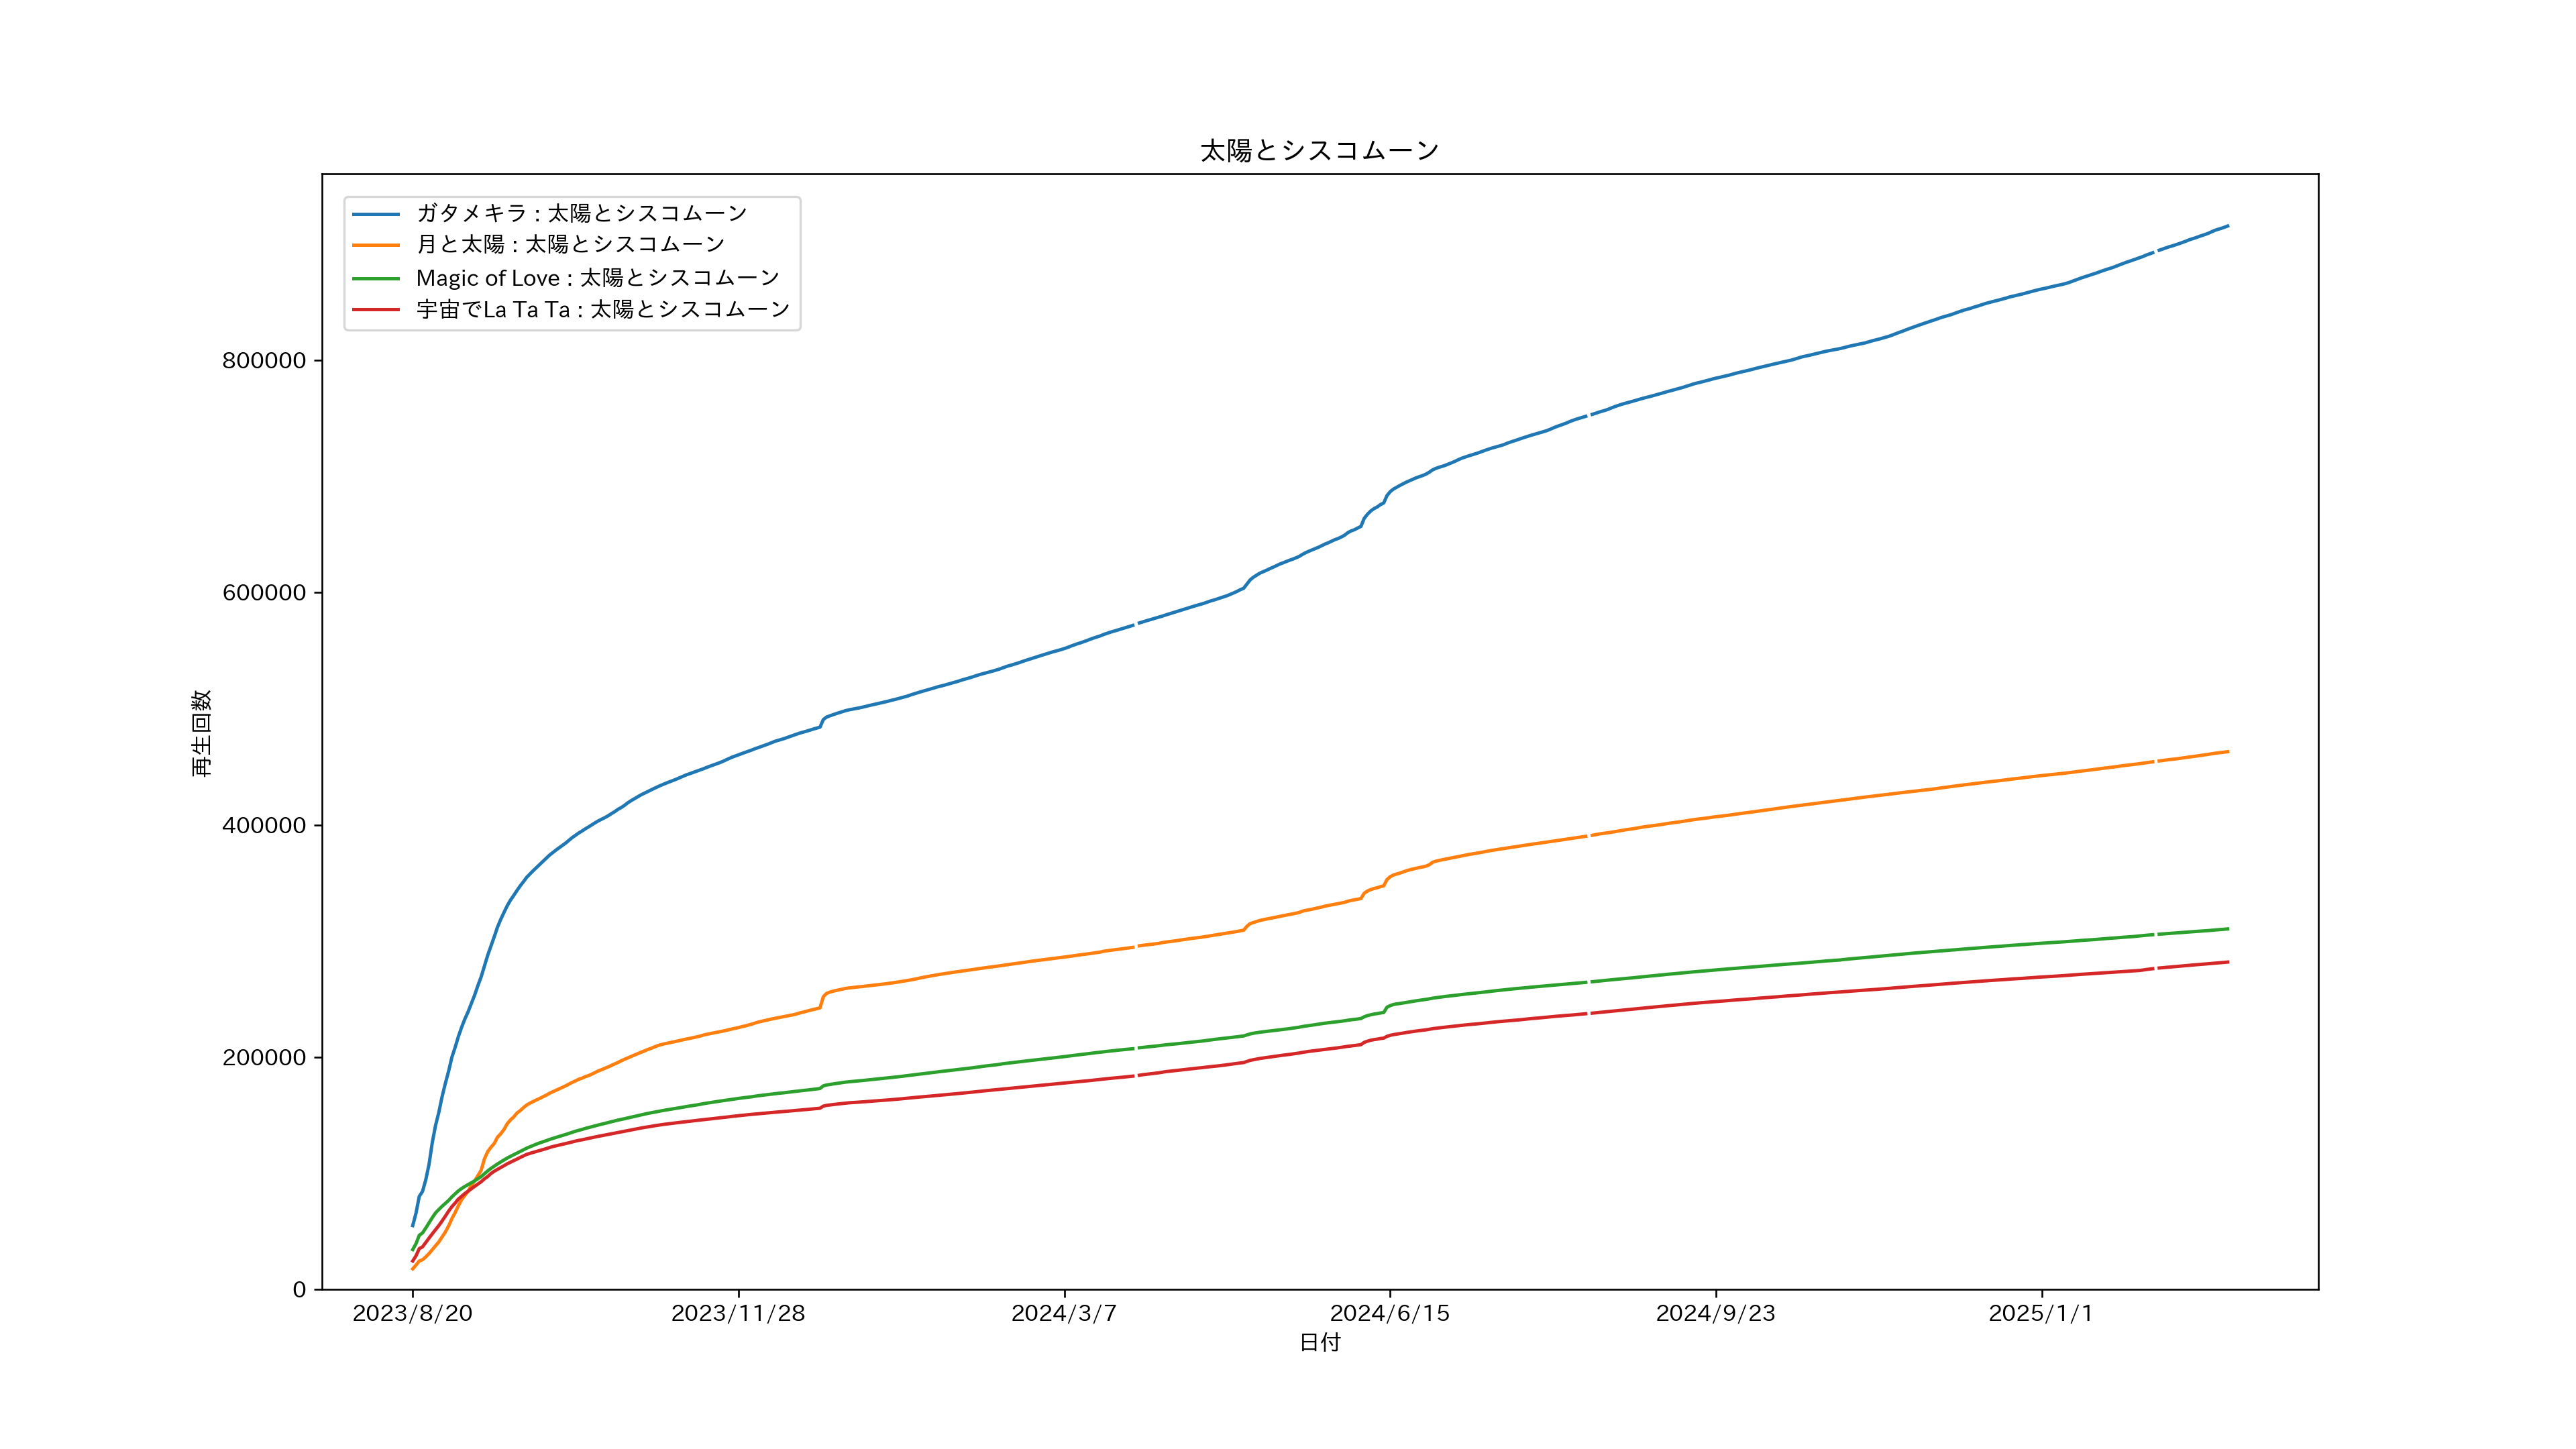 太陽とシスコムーン
ガタメキラ : 太陽とシスコムーン
月と太陽 : 太陽とシスコムーン
Magic of Love : 太陽とシスコムーン
宇宙でLa Ta Ta : 太陽とシスコムーン
800000
600000
400000
200000
0
再生回数
2023/8/20 2023/11/28 2024/3/7 2024/6/15 2024/9/23 2025/1/1
日付